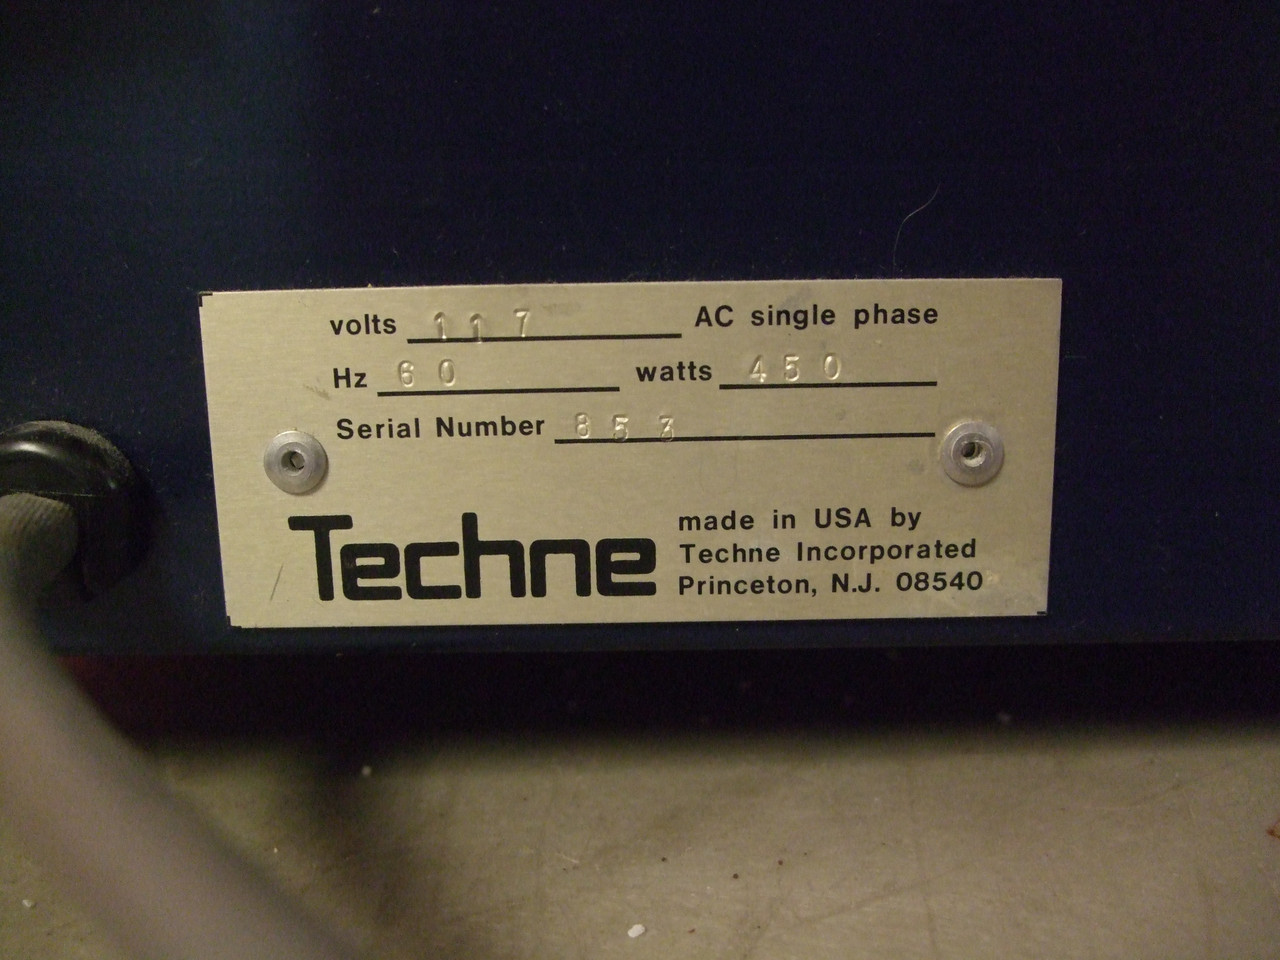 volts 117 AC single phase
Hz 60 watts 450
Serial Number 853
Techne
made in USA by
Techne Incorporated
Princeton, N.J. 08540